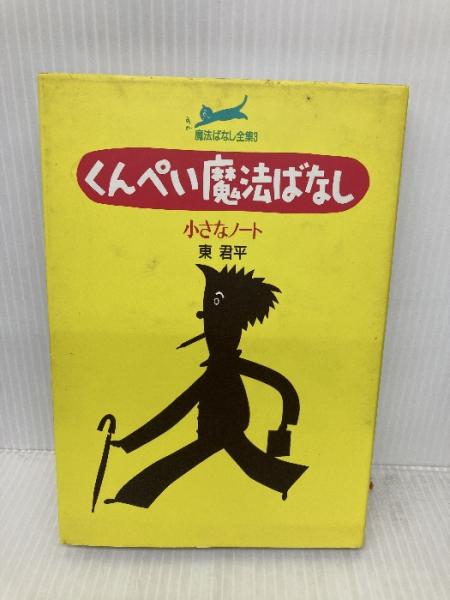 魔法ばなし全集3
くんぺい魔法ばなし
小さなノート
東 君平